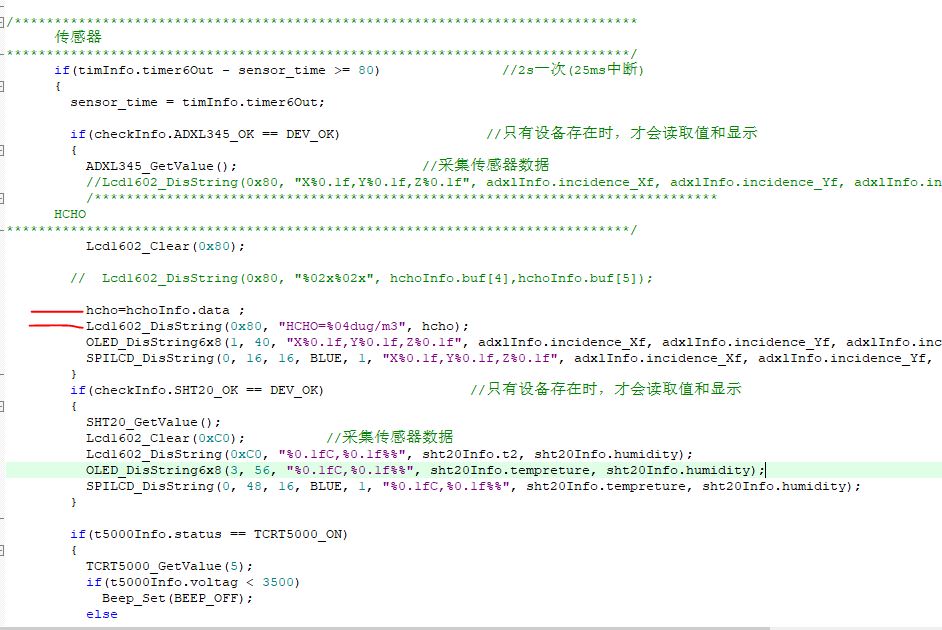 /******************************************************************************
传感器
******************************************************************************/
if(timInfo.timer6Out - sensor_time >= 80) //2s一次(25ms中断)
{
sensor_time = timInfo.timer6Out;
if(checkInfo.ADXL345_OK == DEV_OK) //只有设备存在时，才会读取值和显示
{
ADXL345_GetValue(); //采集传感器数据
//Lcd1602_DisString(0x80, "X%0.1f,Y%0.1f,Z%0.1f", adxlInfo.incidence_Xf, adxlInfo.incidence_Yf, adxlInfo.in
/******************************************************************************
HCHO
******************************************************************************/
Lcd1602_Clear(0x80);
// Lcd1602_DisString(0x80, "%02x%02x", hchoInfo.buf[4],hchoInfo.buf[5]);
hcho=hchoInfo.data ;
Lcd1602_DisString(0x80, "HCHO=%04dug/m3", hcho);
OLED_DisString6x8(1, 40, "X%0.1f,Y%0.1f,Z%0.1f", adxlInfo.incidence_Xf, adxlInfo.incidence_Yf, adxlInfo.inc
SPILCD_DisString(0, 16, 16, BLUE, 1, "X%0.1f,Y%0.1f,Z%0.1f", adxlInfo.incidence_Xf, adxlInfo.incidence_Yf,
}
if(checkInfo.SHT20_OK == DEV_OK) //只有设备存在时，才会读取值和显示
{
SHT20_GetValue();
Lcd1602_Clear(0xC0); //采集传感器数据
Lcd1602_DisString(0xC0, "%0.1fC,%0.1f%%", sht20Info.t2, sht20Info.humidity);
OLED_DisString6x8(3, 56, "%0.1fC,%0.1f%%", sht20Info.tempreture, sht20Info.humidity);
SPILCD_DisString(0, 48, 16, BLUE, 1, "%0.1fC,%0.1f%%", sht20Info.tempreture, sht20Info.humidity);
}
if(t5000Info.status == TCRT5000_ON)
{
TCRT5000_GetValue(5);
if(t5000Info.voltag < 3500)
Beep_Set(BEEP_OFF);
else